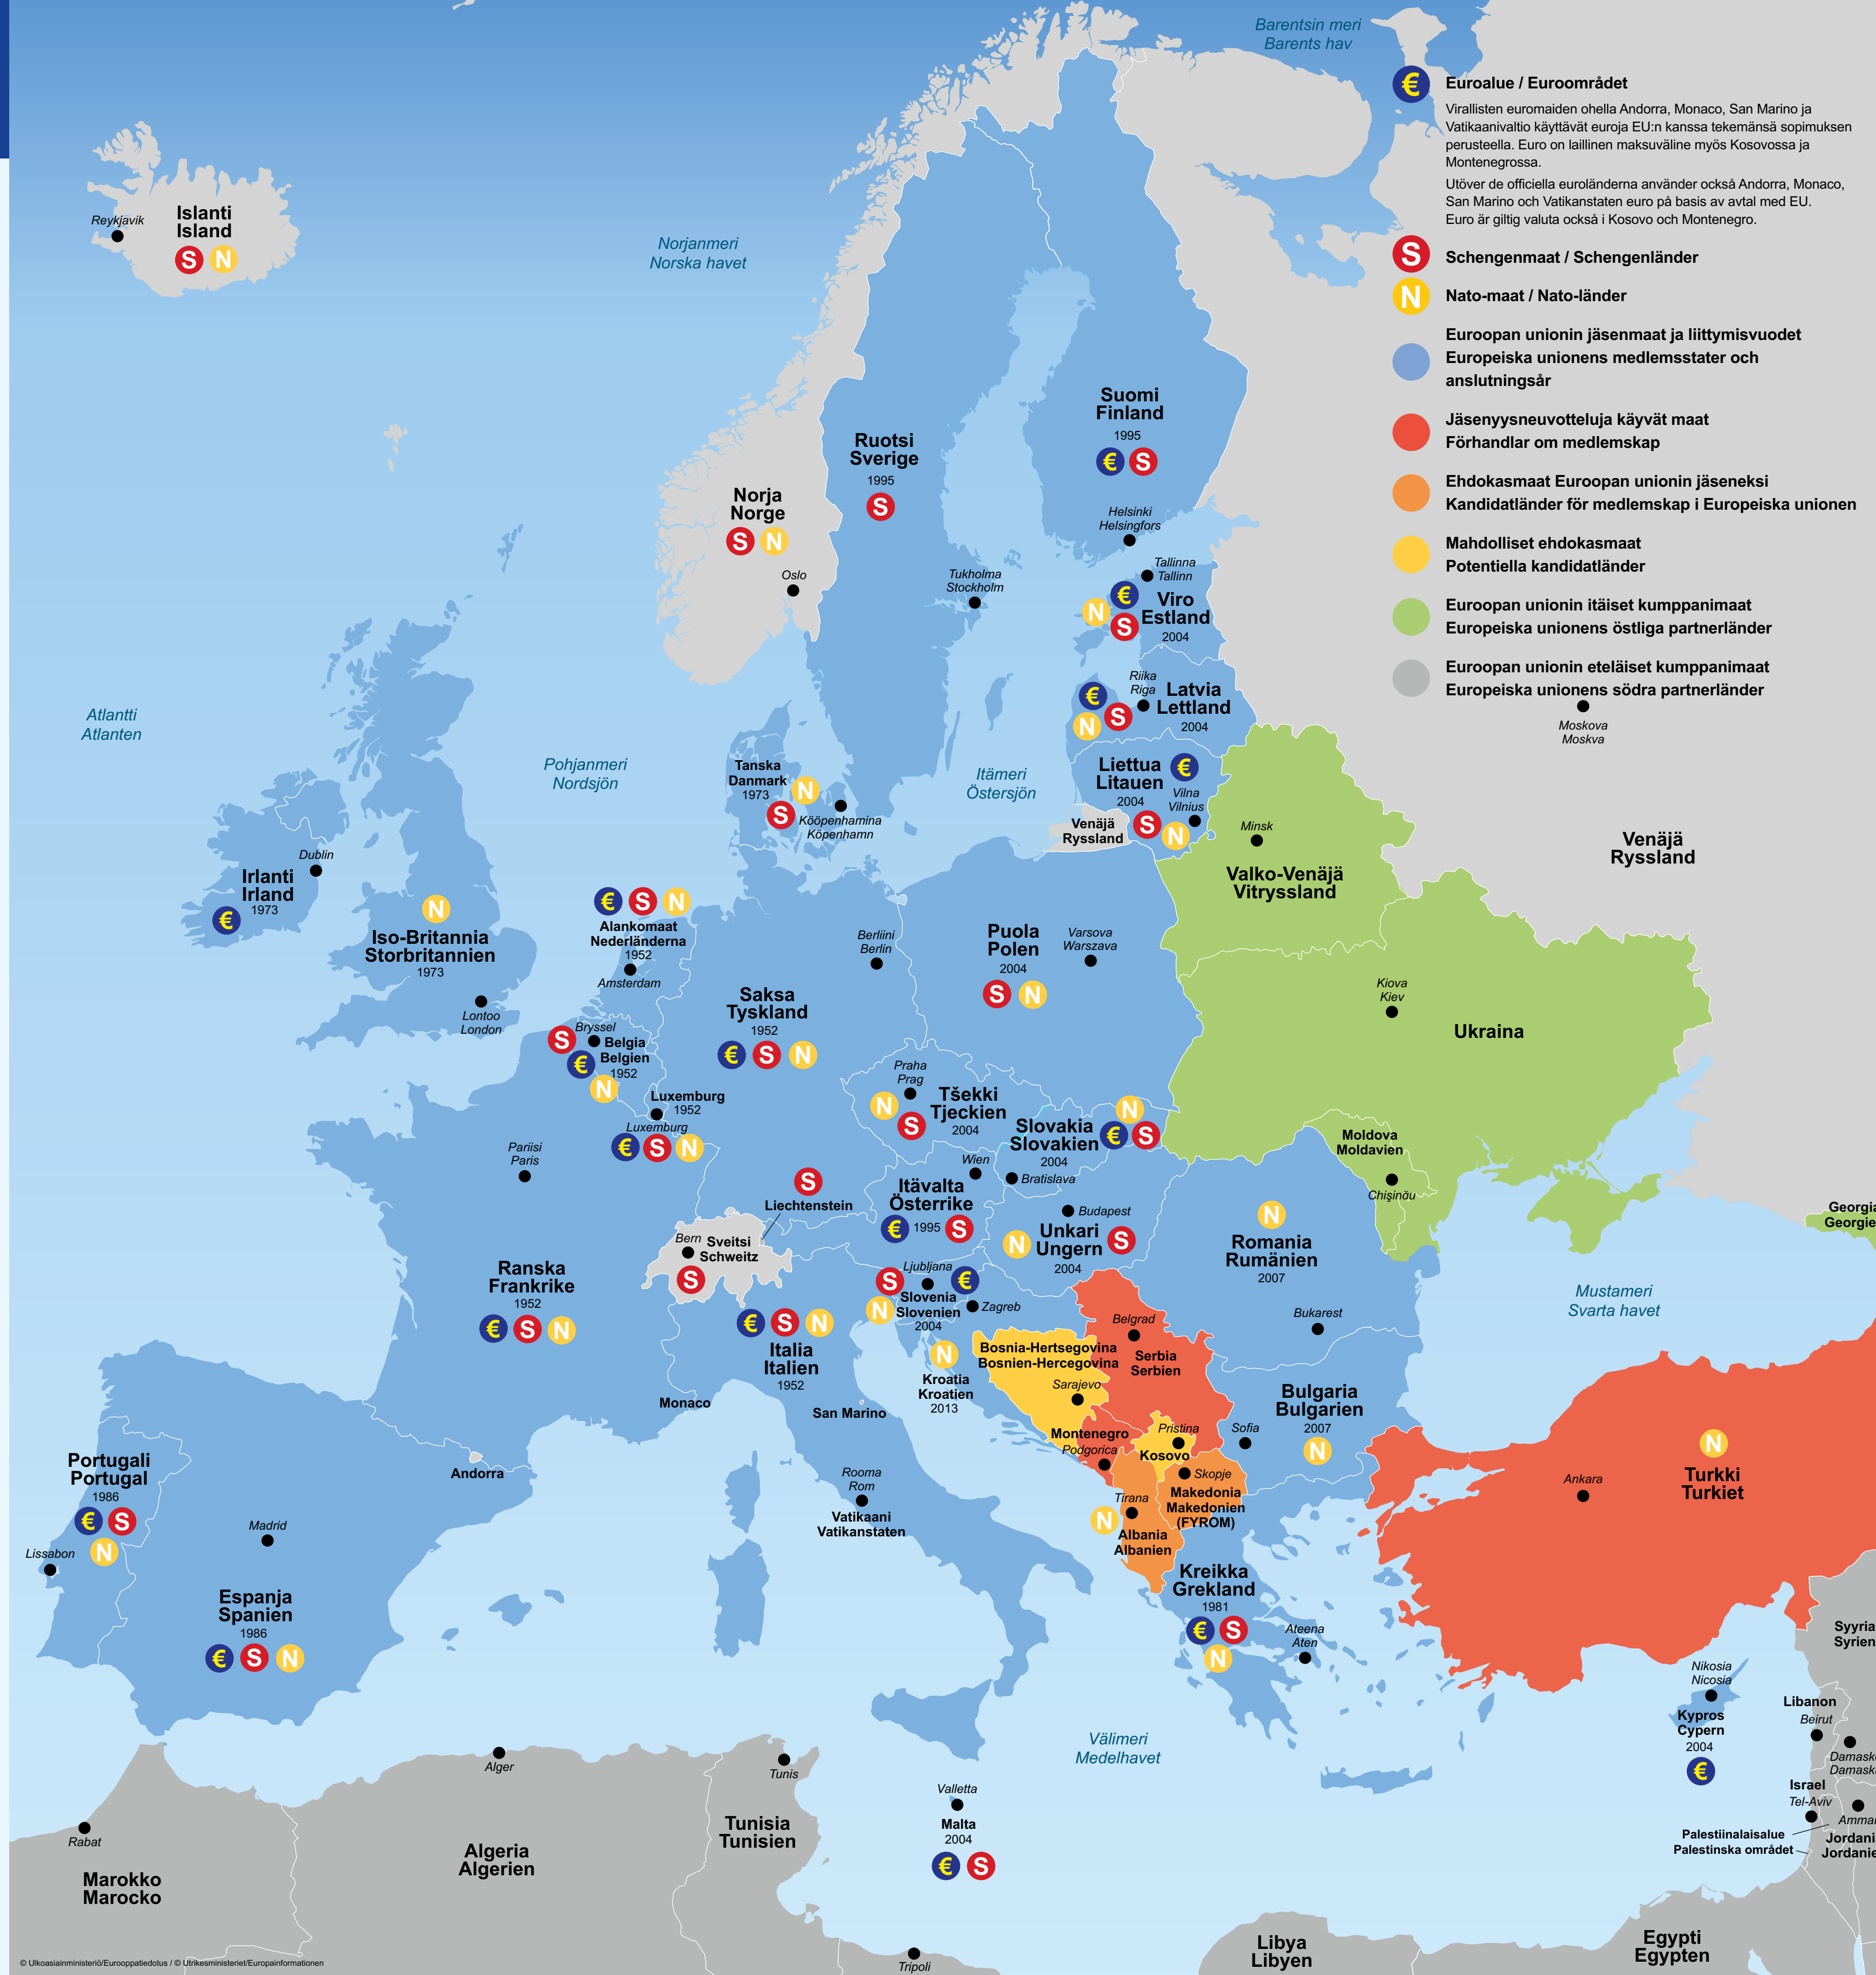 Barentsin meri
Barents hav
€
Euroalue / Euroområdet
Virallisten euromaiden ohella Andorra, Monaco, San Marino ja
Vatikaanivaltio käyttävät euroja EU:n kanssa tekemänsä sopimuksen
perusteella. Euro on laillinen maksuväline myös Kosovossa ja
Montenegrossa.
Utöver de officiella euroländerna använder också Andorra, Monaco,
San Marino och Vatikanstaten euro på basis av avtal med EU.
Euro är giltig valuta också i Kosovo och Montenegro.
S
Schengenmaat / Schengenländer
N
Nato-maat / Nato-länder
Euroopan unionin jäsenmaat ja liittymisvuodet
Europeiska unionens medlemsstater och
anslutningsår
Jäsenyysneuvotteluja käyvät maat
Förhandlar om medlemskap
Ehdokasmaat Euroopan unionin jäseneksi
Kandidatländer för medlemskap i Europeiska unionen
Mahdolliset ehdokasmaat
Potentiella kandidatländer
Euroopan unionin itäiset kumppanimaat
Europeiska unionens östliga partnerländer
Euroopan unionin eteläiset kumppanimaat
Europeiska unionens södra partnerländer
Moskova
Moskva
Reykjavik
Islanti
Island
S N
Norjanmeri
Norska havet
Suomi
Finland
1995
€ S
Helsinki
Helsingfors
Ruotsi
Sverige
1995
S
Norja
Norge
S N
Oslo
Tukholma
Stockholm
Tallinna
Tallinn
€
N
S
Viro
Estland
2004
Riika
Riga
€
N S
Latvia
Lettland
2004
Atlantti
Atlanten
Pohjanmeri
Nordsjön
Tanska
Danmark
1973
N
S
Kööpenhamina
Köpenhamn
Itämeri
Östersjön
Liettua
Litauen
2004
€
Vilna
Vilnius
S N
Venäjä
Ryssland
Minsk
Valko-Venäjä
Vitryssland
Venäjä
Ryssland
Dublin
Irlanti
Irland
1973
€
N
Iso-Britannia
Storbritannien
1973
Lontoo
London
€ S N
Alankomaat
Nederländerna
1952
Amsterdam
Berliini
Berlin
Puola
Polen
2004
S N
Varsova
Warszava
Kiova
Kiev
Ukraina
Saksa
Tyskland
1952
€ S N
S
Bryssel
Belgia
Belgien
1952
€
N
Luxemburg
1952
Luxemburg
€ S N
Praha
Prag
N
S
Tšekki
Tjeckien
2004
Slovakia
Slovakien
2004
N
€ S
Bratislava
Moldova
Moldavien
Chişinău
Pariisi
Paris
S
Liechtenstein
Wien
Itävalta
Österrike
€ 1995 S
Budapest
N
Unkari
Ungern
2004
S
N
Romania
Rumänien
2007
Bukarest
Georgia
Georgie
Bern
Sveitsi
Schweitz
S
Ranska
Frankrike
1952
€ S N
S
Ljubljana
€
N
Slovenia
Slovenien
2004
Zagreb
€ S N
Italia
Italien
1952
N
Kroatia
Kroatien
2013
Bosnia-Hertsegovina
Bosnien-Hercegovina
Sarajevo
Belgrad
Serbia
Serbien
Mustameri
Svarta havet
Monaco
San Marino
Montenegro
Podgorica
Pristina
Kosovo
Sofia
Bulgaria
Bulgarien
2007
N
Andorra
Portugali
Portugal
1986
€ S
N
Lissabon
Madrid
Espanja
Spanien
1986
€ S N
Rooma
Rom
Vatikaani
Vatikanstaten
Skopje
Makedonia
Makedonien
(FYROM)
Tirana
N
Albania
Albanien
Ankara
N
Turkki
Turkiet
Kreikka
Grekland
1981
€ S
N
Ateena
Aten
Syyria
Syrien
Nikosia
Nicosia
Kypros
Cypern
2004
€
Libanon
Beirut
Damask
Damask
Israel
Tel-Aviv
Amma
Palestiinalaisalue
Palestinska området
Jordani
Jordanie
Välimeri
Medelhavet
Valletta
Malta
2004
€ S
Alger
Tunis
Rabat
Marokko
Marocko
Algeria
Algerien
Tunisia
Tunisien
Tripoli
Libya
Libyen
Egypti
Egypten
© Ulkoasiainministeriö/Eurooppatiedotus / © Utrikesministeriet/Europainformationen